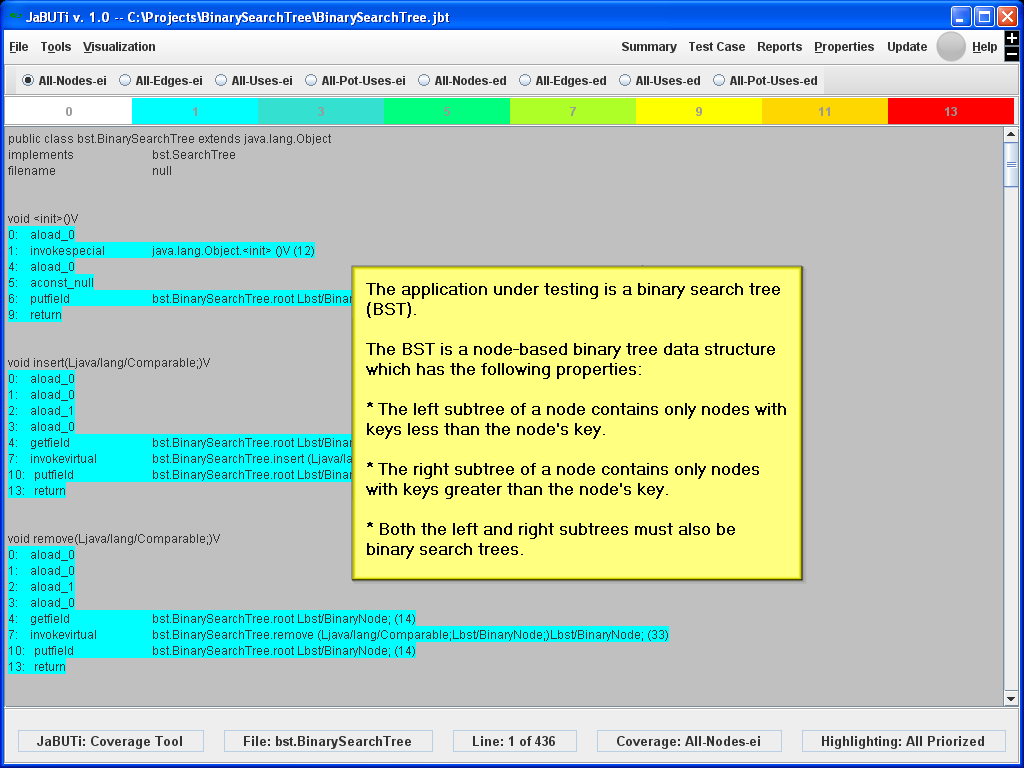 JaBUTi v. 1.0 -- C:\Projects\BinarySearchTree\BinarySearchTree.jbt
File Tools Visualization Summary Test Case Reports Properties Update Help
All-Nodes-ei All-Edges-ei All-Uses-ei All-Pot-Uses-ei All-Nodes-ed All-Edges-ed All-Uses-ed All-Pot-Uses-ed
0 1 3 5 7 9 11 13
public class bst.BinarySearchTree extends java.lang.Object
implements bst.SearchTree
filename null
void <init>()V
0: aload_0
1: invokespecial java.lang.Object.<init> ()V (12)
4: aload_0
5: aconst_null
6: putfield bst.BinarySearchTree.root Lbst/Binar
9: return
void insert(Ljava/lang/Comparable;)V
0: aload_0
1: aload_0
2: aload_1
3: aload_0
4: getfield bst.BinarySearchTree.root Lbst/Binar
7: invokevirtual bst.BinarySearchTree.insert (Ljava/la
10: putfield bst.BinarySearchTree.root Lbst/Binar
13: return
void remove(Ljava/lang/Comparable;)V
0: aload_0
1: aload_0
2: aload_1
3: aload_0
4: getfield bst.BinarySearchTree.root Lbst/BinaryNode; (14)
7: invokevirtual bst.BinarySearchTree.remove (Ljava/lang/Comparable;Lbst/BinaryNode;)Lbst/BinaryNode; (33)
10: putfield bst.BinarySearchTree.root Lbst/BinaryNode; (14)
13: return
The application under testing is a binary search tree
(BST).
The BST is a node-based binary tree data structure
which has the following properties:
* The left subtree of a node contains only nodes with
keys less than the node's key.
* The right subtree of a node contains only nodes
with keys greater than the node's key.
* Both the left and right subtrees must also be
binary search trees.
JaBUTi: Coverage Tool File: bst.BinarySearchTree Line: 1 of 436 Coverage: All-Nodes-ei Highlighting: All Priorized